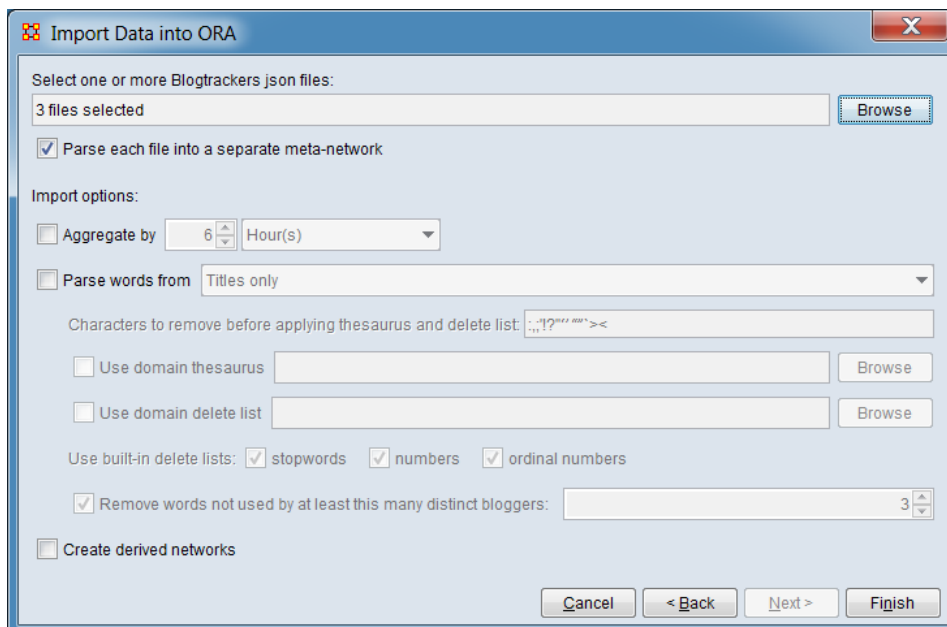 Import Data into ORA
Select one or more Blogtrackers json files:
3 files selected
Browse
Parse each file into a separate meta-network
Import options:
Aggregate by 6 Hour(s)
Parse words from Titles only
Characters to remove before applying thesaurus and delete list:
Use domain thesaurus Browse
Use domain delete list Browse
Use built-in delete lists: stopwords numbers ordinal numbers
Remove words not used by at least this many distinct bloggers: 3
Create derived networks
Cancel < Back Next > Finish